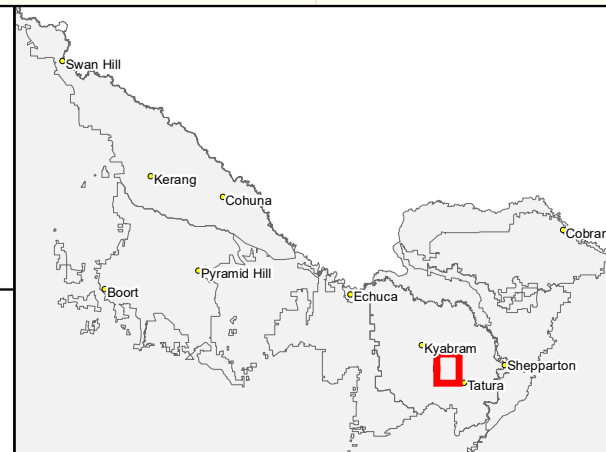 Swan Hill
Kerang
Cohuna
Cobram
Pyramid Hill
Boort
Echuca
Kyabram
Shepparton
Tatura